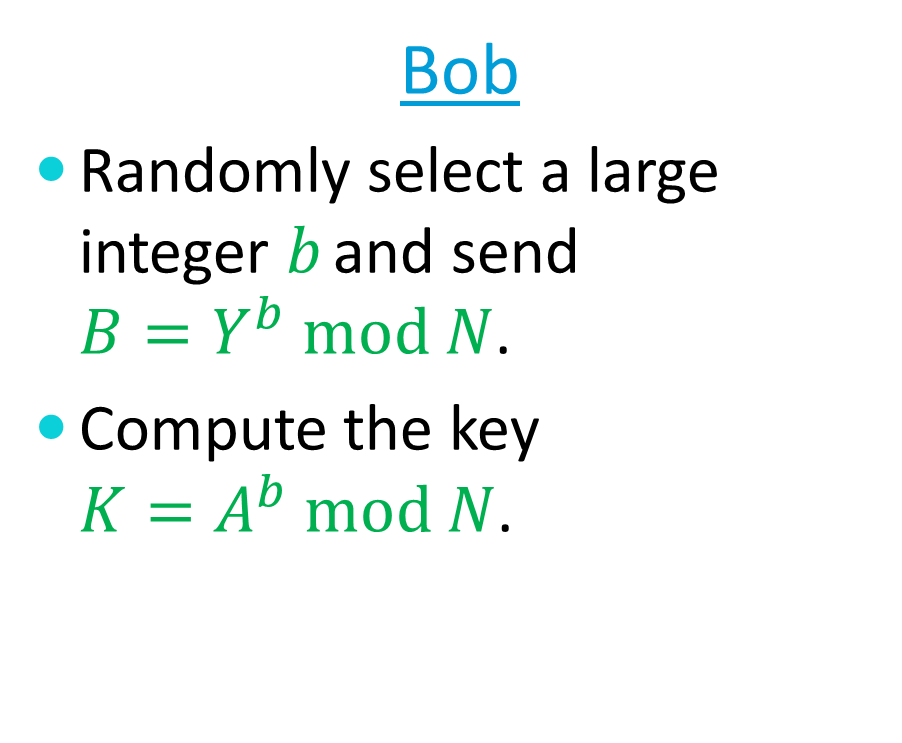 Bob
• Randomly select a large
integer b and send
B = Y^b mod N.
• Compute the key
K = A^b mod N.